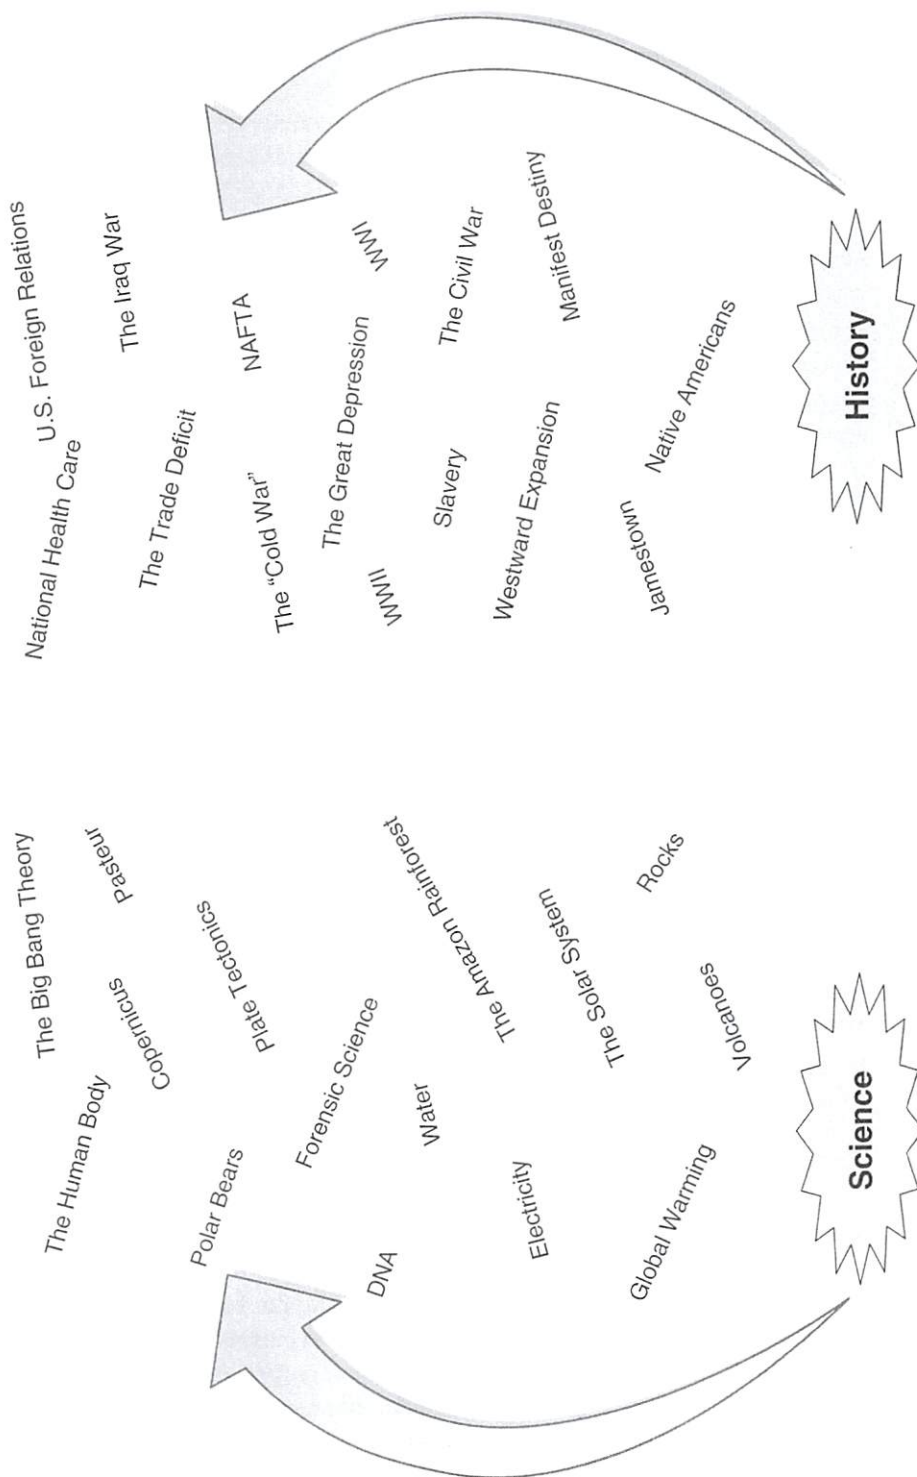 The Big Bang Theory
The Human Body
Pasteur
Copernicus
Polar Bears
Plate Tectonics
Forensic Science
DNA
Water
The Amazon Rainforest
Electricity
The Solar System
Global Warming
Rocks
Volcanoes
Science
U.S. Foreign Relations
National Health Care
The Iraq War
The Trade Deficit
NAFTA
The “Cold War”
The Great Depression
WWI
WWII
Slavery
The Civil War
Westward Expansion
Manifest Destiny
Jamestown
Native Americans
History